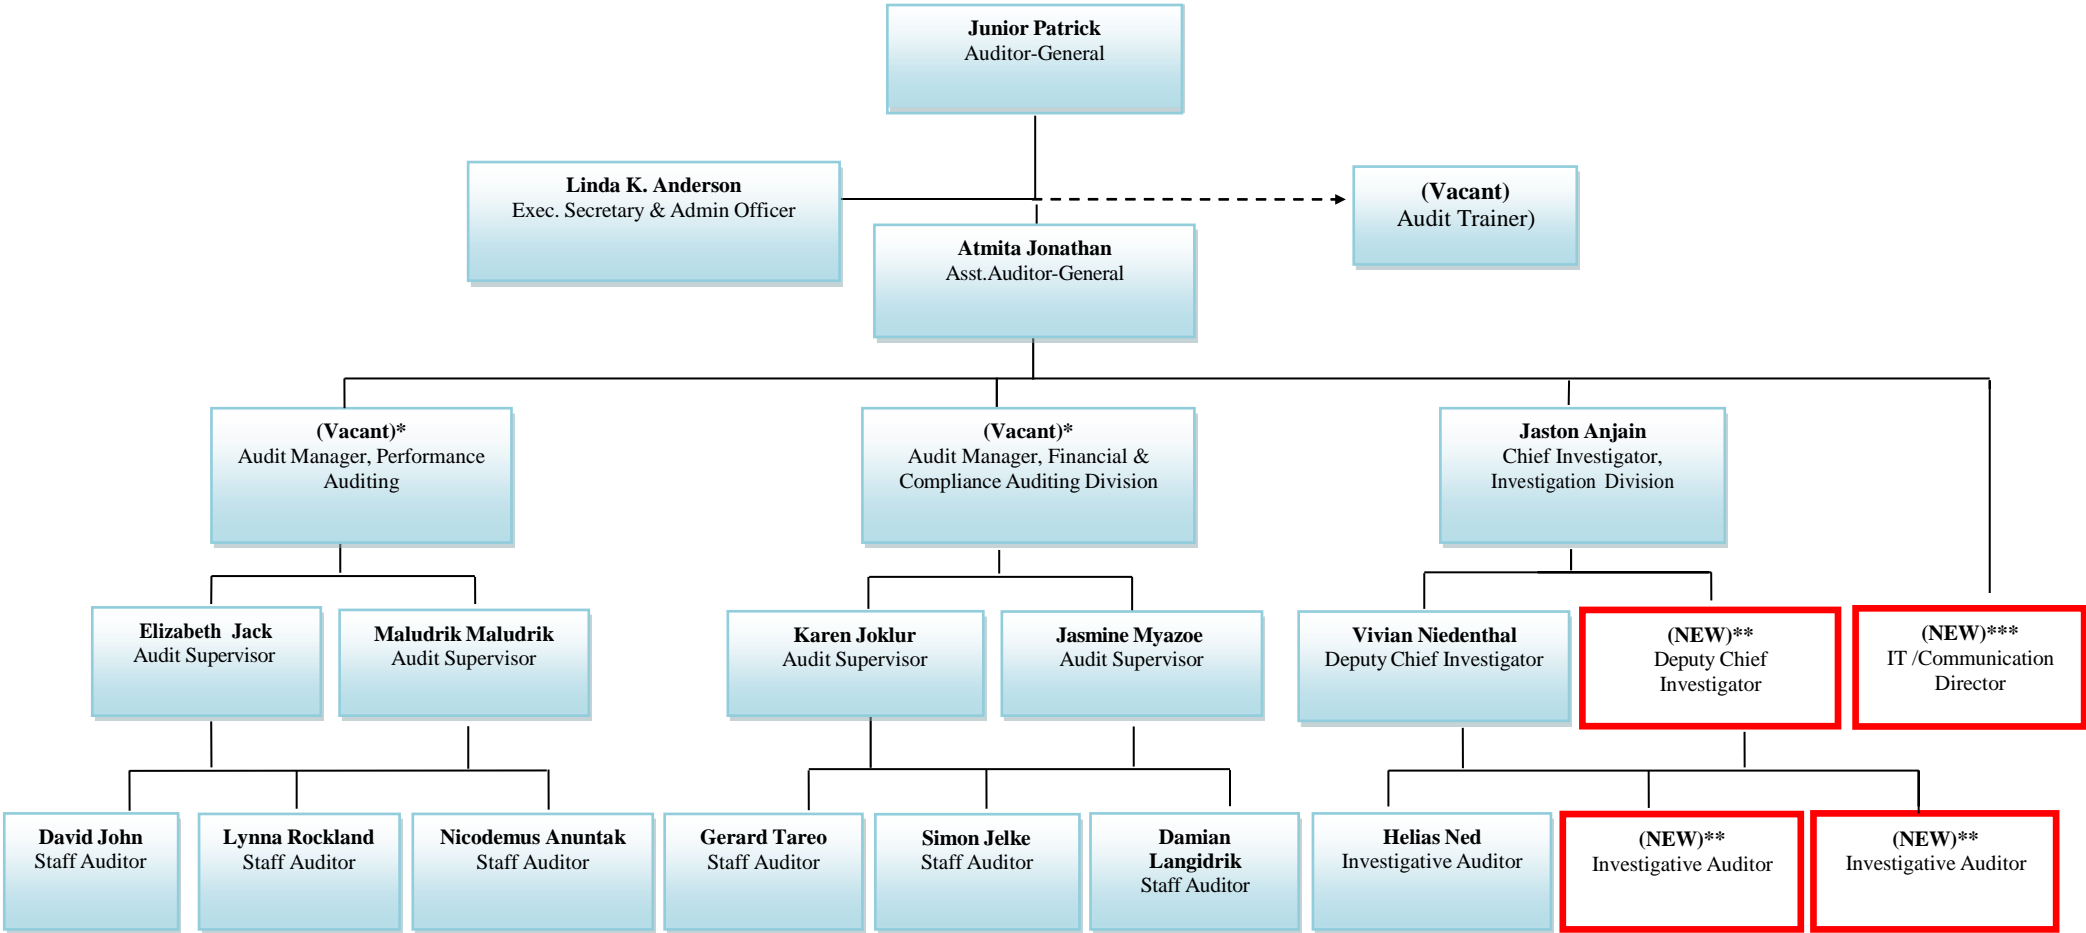 Junior Patrick
Auditor-General
Linda K. Anderson
Exec. Secretary & Admin Officer
(Vacant)
Audit Trainer)
Atmita Jonathan
Asst.Auditor-General
(Vacant)*
Audit Manager, Performance
Auditing
(Vacant)*
Audit Manager, Financial &
Compliance Auditing Division
Jaston Anjain
Chief Investigator,
Investigation Division
Elizabeth Jack
Audit Supervisor
Maludrik Maludrik
Audit Supervisor
Karen Joklur
Audit Supervisor
Jasmine Myazoe
Audit Supervisor
Vivian Niedenthal
Deputy Chief Investigator
(NEW)**
Deputy Chief
Investigator
(NEW)***
IT /Communication
Director
David John
Staff Auditor
Lynna Rockland
Staff Auditor
Nicodemus Anuntak
Staff Auditor
Gerard Tareo
Staff Auditor
Simon Jelke
Staff Auditor
Damian
Langidrik
Staff Auditor
Helias Ned
Investigative Auditor
(NEW)**
Investigative Auditor
(NEW)**
Investigative Auditor